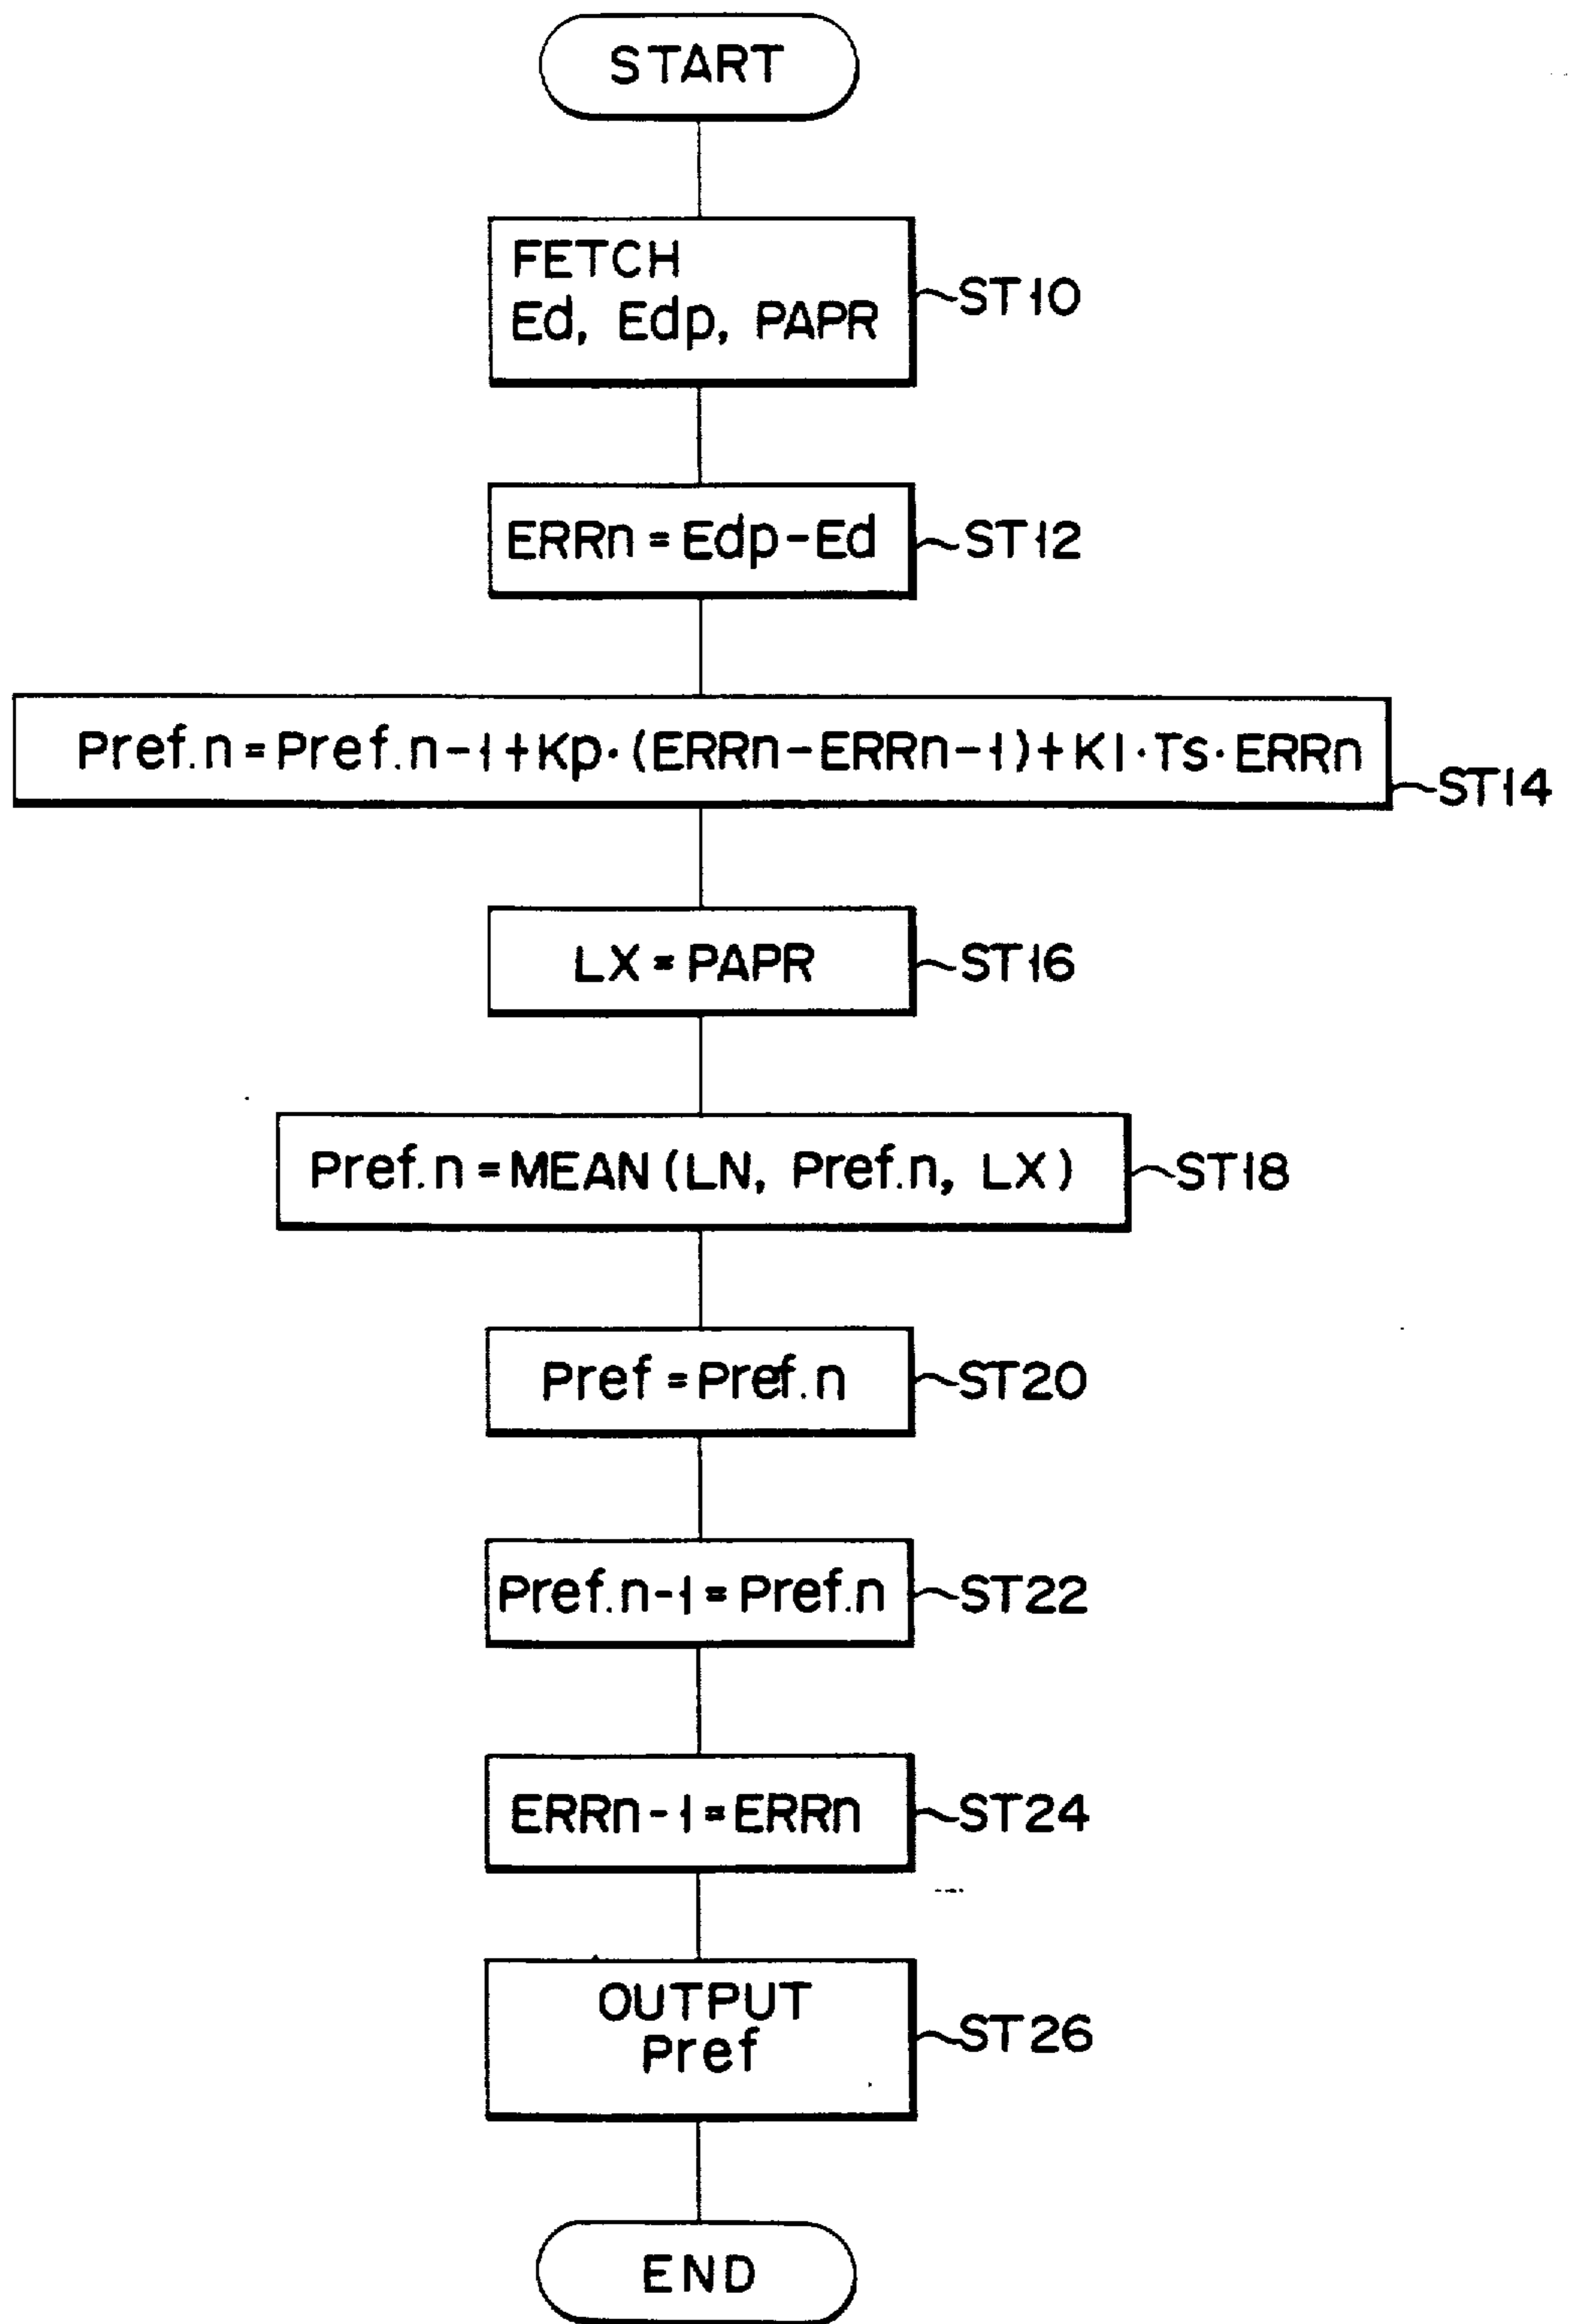 START
FETCH
Ed, Edp, PAPR
ST10
ERRn = Edp-Ed
ST12
Pref.n = Pref.n-1+Kp·(ERRn-ERRn-1)+KI·Ts·ERRn
ST14
LX = PAPR
ST16
Pref.n = MEAN(LN, Pref.n, LX)
ST18
Pref = Pref.n
ST20
Pref.n-1 = Pref.n
ST22
ERRn-1 = ERRn
ST24
OUTPUT
Pref
ST26
END